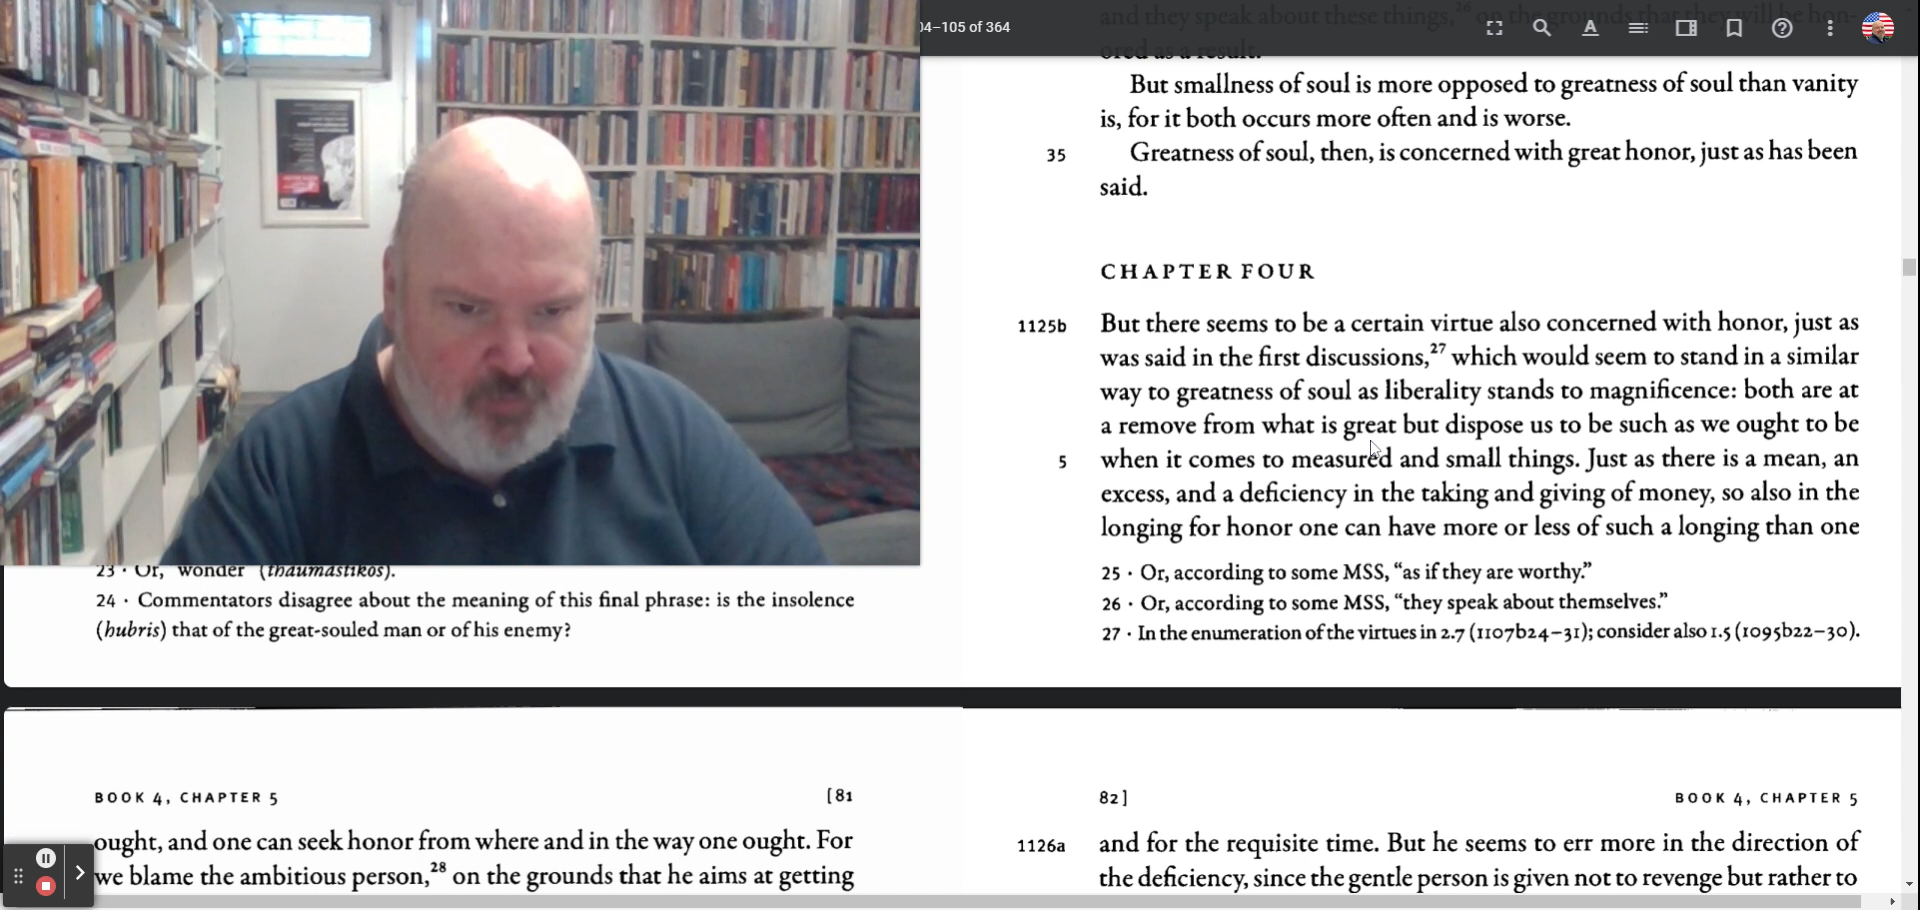 04–105 of 364
and they speak about these things,26 on the grounds that they will be hon-
ored as a result.
But smallness of soul is more opposed to greatness of soul than vanity
is, for it both occurs more often and is worse.
35 Greatness of soul, then, is concerned with great honor, just as has been
said.
CHAPTER FOUR
1125b But there seems to be a certain virtue also concerned with honor, just as
was said in the first discussions,27 which would seem to stand in a similar
way to greatness of soul as liberality stands to magnificence: both are at
a remove from what is great but dispose us to be such as we ought to be
5 when it comes to measured and small things. Just as there is a mean, an
excess, and a deficiency in the taking and giving of money, so also in the
longing for honor one can have more or less of such a longing than one
23 · Or, "wonder" (thaumastikos).
24 · Commentators disagree about the meaning of this final phrase: is the insolence
(hubris) that of the great-souled man or of his enemy?
25 · Or, according to some MSS, “as if they are worthy.”
26 · Or, according to some MSS, “they speak about themselves.”
27 · In the enumeration of the virtues in 2.7 (1107b24–31); consider also 1.5 (1095b22–30).
BOOK 4, CHAPTER 5 [81
ought, and one can seek honor from where and in the way one ought. For
we blame the ambitious person,28 on the grounds that he aims at getting
82] BOOK 4, CHAPTER 5
1126a and for the requisite time. But he seems to err more in the direction of
the deficiency, since the gentle person is given not to revenge but rather to